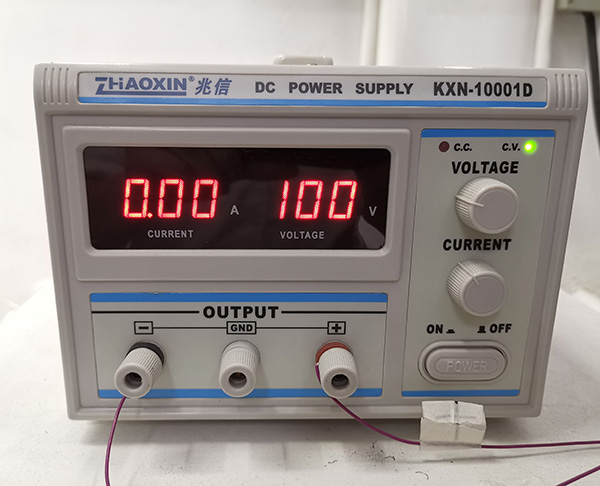 ZHAOXIN® 兆信 DC POWER SUPPLY KXN-10001D
C.C. C.V.
VOLTAGE
0.00 A 100 V
CURRENT VOLTAGE
CURRENT
OUTPUT
- GND +
ON OFF
POWER